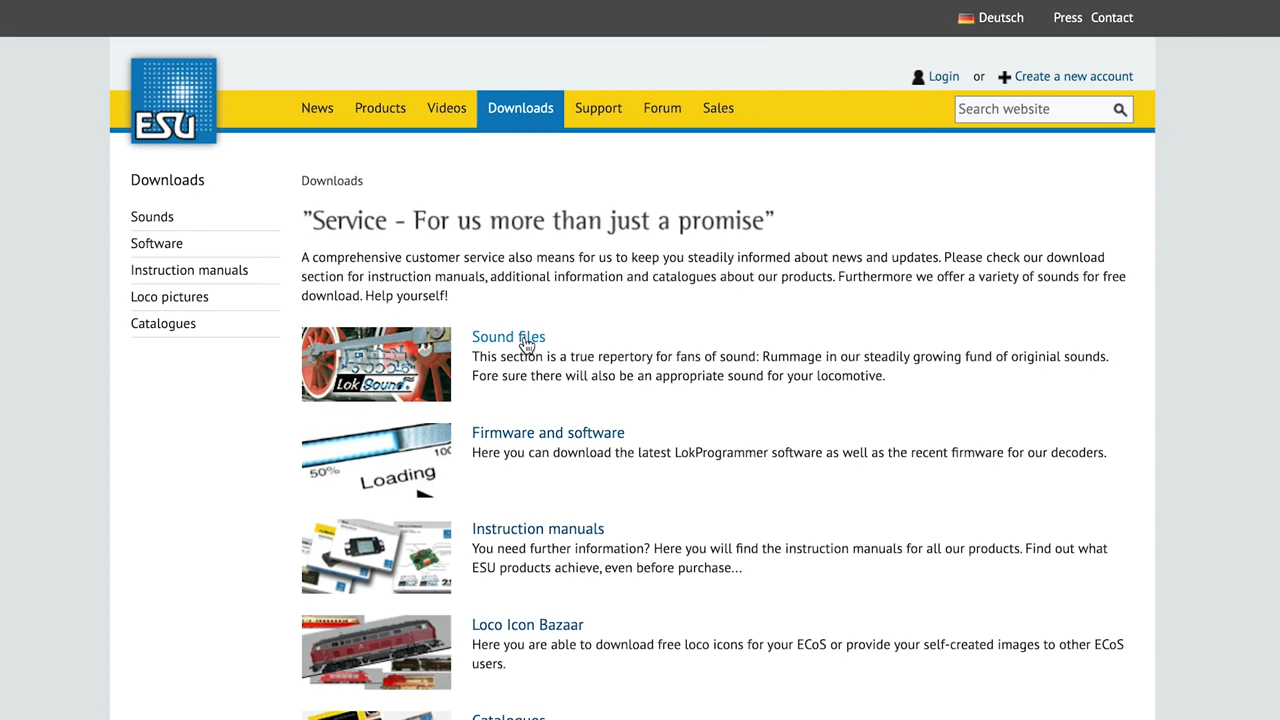 Deutsch Press Contact
Login or Create a new account
ESU
News Products Videos Downloads Support Forum Sales
Search website
Downloads
Sounds
Software
Instruction manuals
Loco pictures
Catalogues
Downloads
"Service - For us more than just a promise"
A comprehensive customer service also means for us to keep you steadily informed about news and updates. Please check our download
section for instruction manuals, additional information and catalogues about our products. Furthermore we offer a variety of sounds for free
download. Help yourself!
LokSound
Sound files
This section is a true repertory for fans of sound: Rummage in our steadily growing fund of originial sounds.
Fore sure there will also be an appropriate sound for your locomotive.
50%
Loading
Firmware and software
Here you can download the latest LokProgrammer software as well as the recent firmware for our decoders.
Instruction manuals
You need further information? Here you will find the instruction manuals for all our products. Find out what
ESU products achieve, even before purchase...
Loco Icon Bazaar
Here you are able to download free loco icons for your ECoS or provide your self-created images to other ECoS
users.
Catalogues